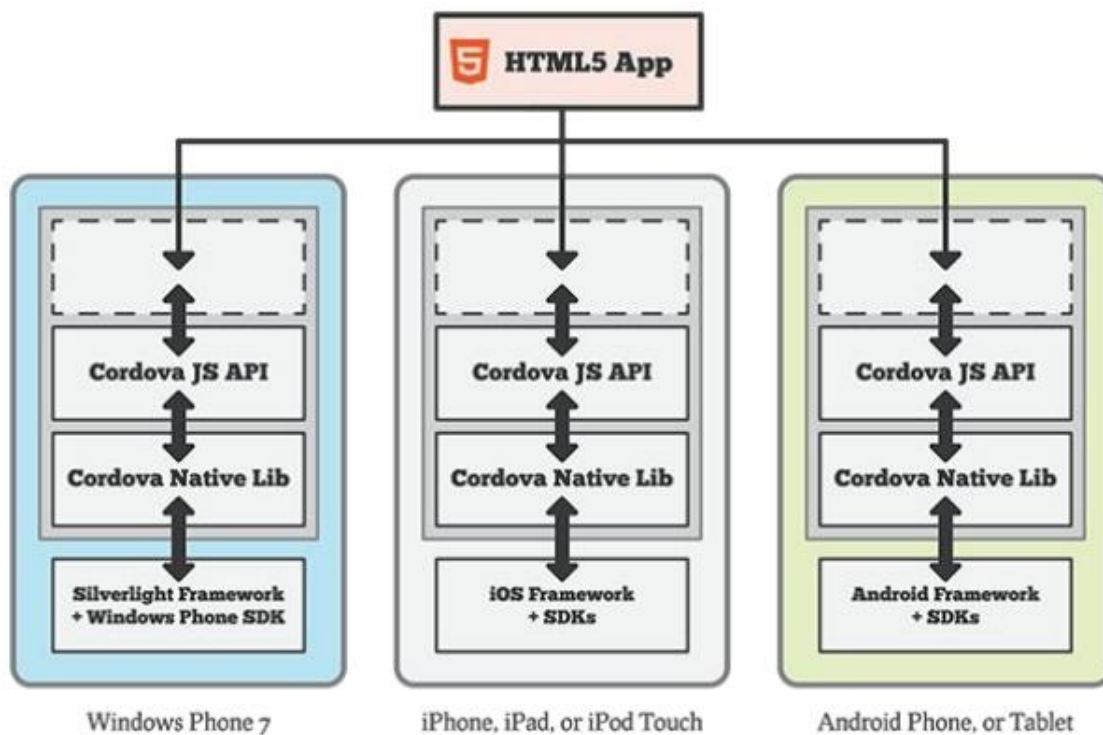 5 HTML5 App
Cordova JS API
Cordova Native Lib
Silverlight Framework
+ Windows Phone SDK
Windows Phone 7
Cordova JS API
Cordova Native Lib
iOS Framework
+ SDKs
iPhone, iPad, or iPod Touch
Cordova JS API
Cordova Native Lib
Android Framework
+ SDKs
Android Phone, or Tablet